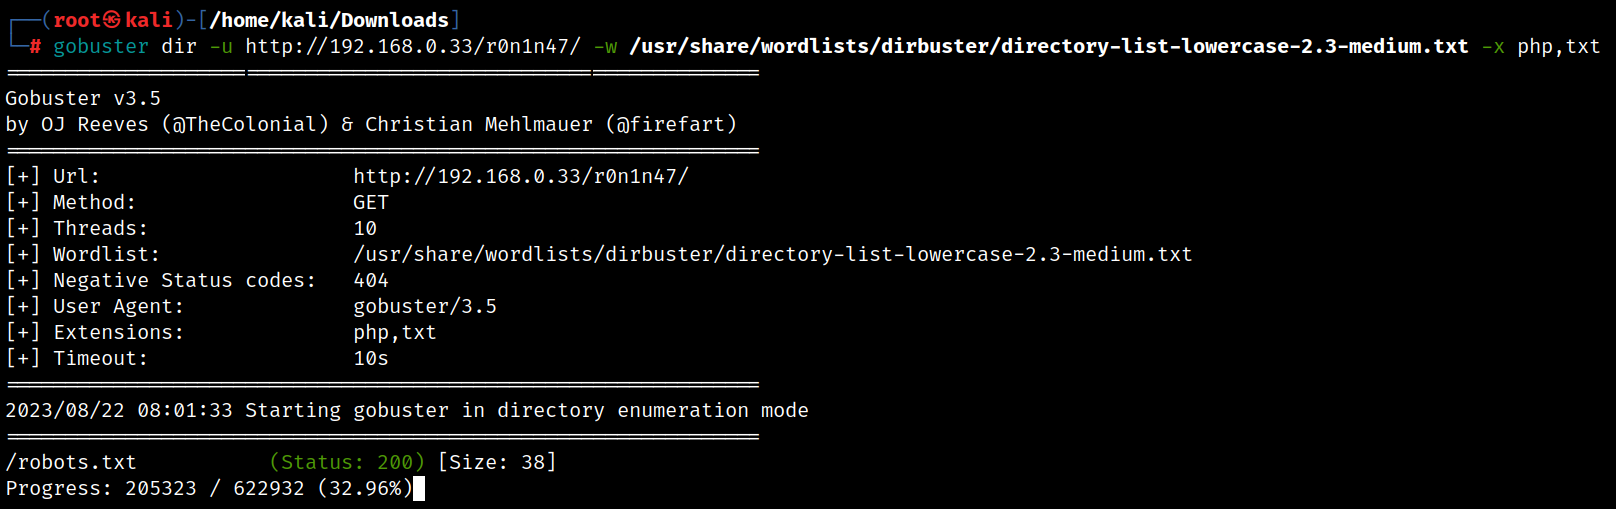 ┌──(root㉿kali)-[/home/kali/Downloads]
└─# gobuster dir -u http://192.168.0.33/r0n1n47/ -w /usr/share/wordlists/dirbuster/directory-list-lowercase-2.3-medium.txt -x php,txt
===============================================================
Gobuster v3.5
by OJ Reeves (@TheColonial) & Christian Mehlmauer (@firefart)
===============================================================
[+] Url:                     http://192.168.0.33/r0n1n47/
[+] Method:                  GET
[+] Threads:                 10
[+] Wordlist:                /usr/share/wordlists/dirbuster/directory-list-lowercase-2.3-medium.txt
[+] Negative Status codes:   404
[+] User Agent:              gobuster/3.5
[+] Extensions:              php,txt
[+] Timeout:                 10s
===============================================================
2023/08/22 08:01:33 Starting gobuster in directory enumeration mode
===============================================================
/robots.txt           (Status: 200) [Size: 38]
Progress: 205323 / 622932 (32.96%)